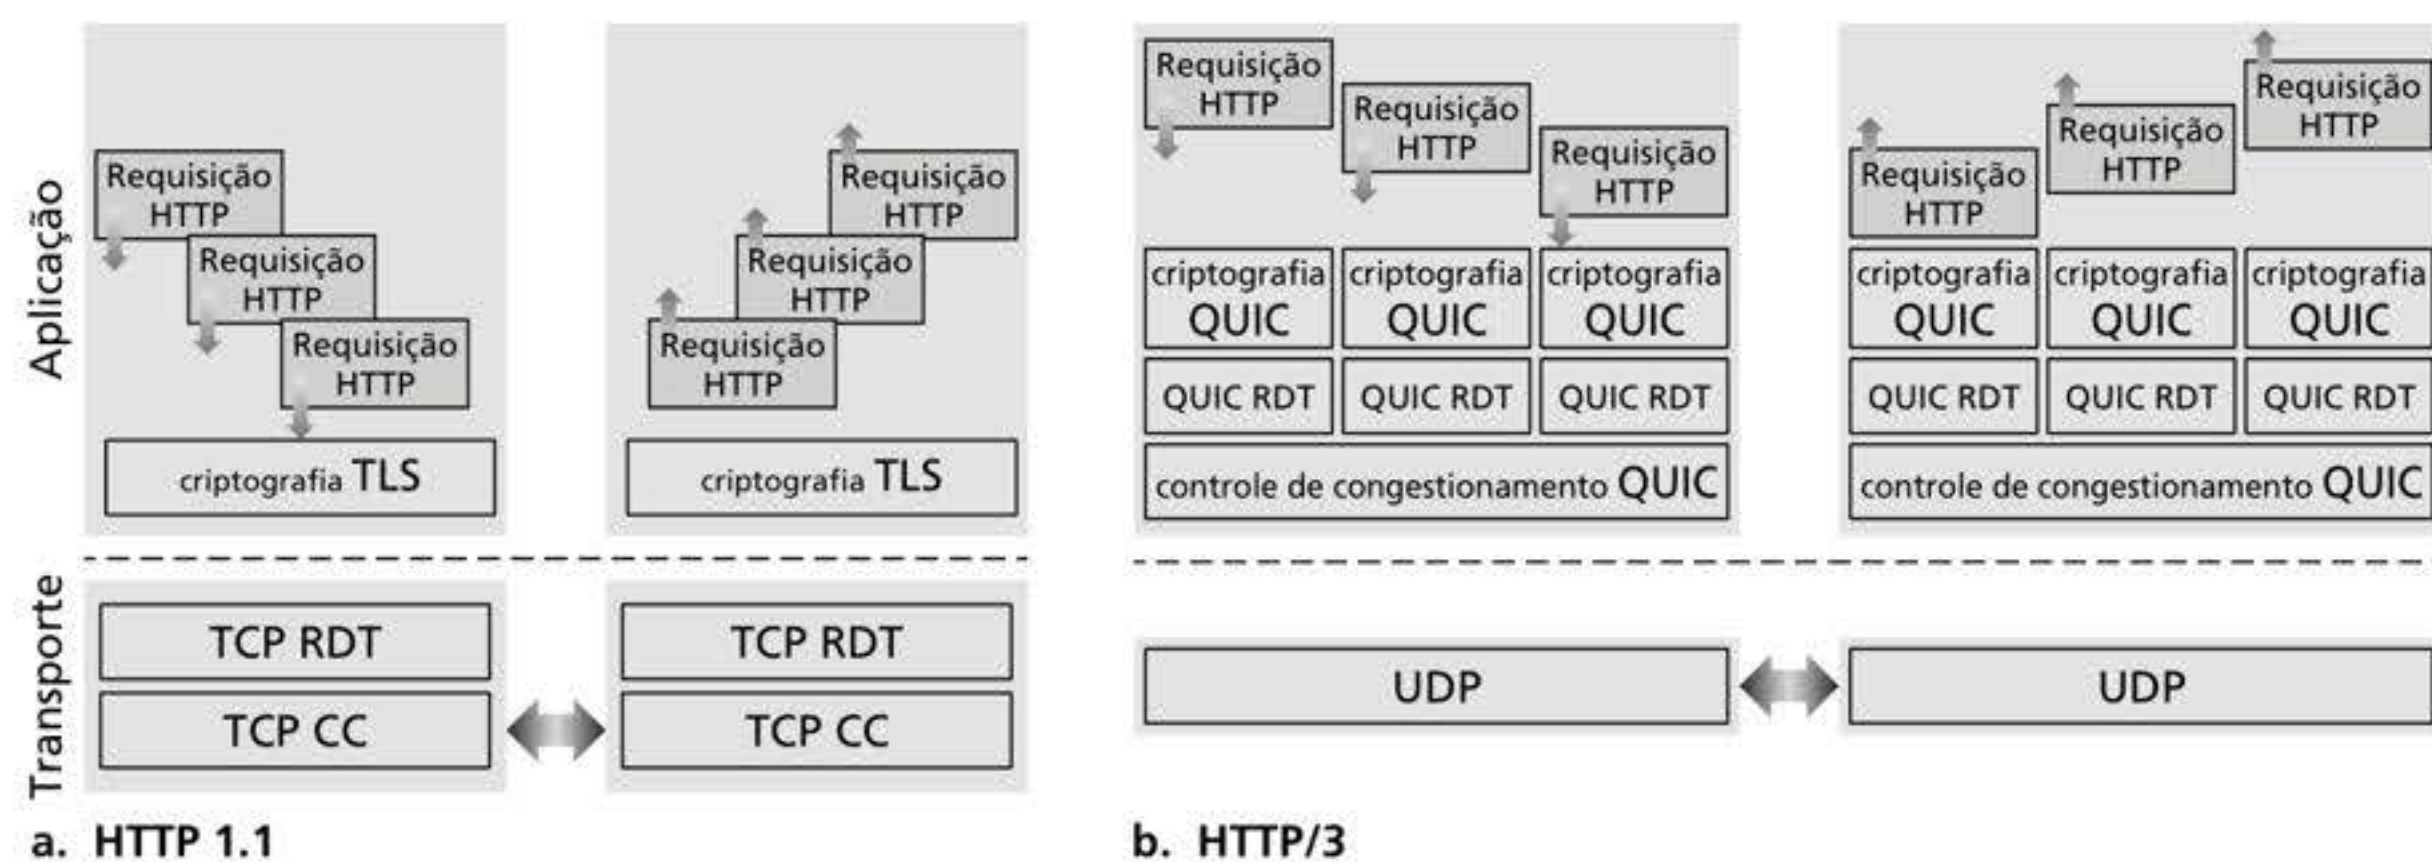 Aplicação
Requisição
HTTP
Requisição
HTTP
Requisição
HTTP
criptografia TLS
Requisição
HTTP
Requisição
HTTP
Requisição
HTTP
criptografia TLS
Transporte
TCP RDT
TCP CC
TCP RDT
TCP CC
a. HTTP 1.1
Requisição
HTTP
Requisição
HTTP
Requisição
HTTP
criptografia
QUIC
criptografia
QUIC
criptografia
QUIC
QUIC RDT
QUIC RDT
QUIC RDT
controle de congestionamento QUIC
Requisição
HTTP
Requisição
HTTP
Requisição
HTTP
criptografia
QUIC
criptografia
QUIC
criptografia
QUIC
QUIC RDT
QUIC RDT
QUIC RDT
controle de congestionamento QUIC
UDP
UDP
b. HTTP/3